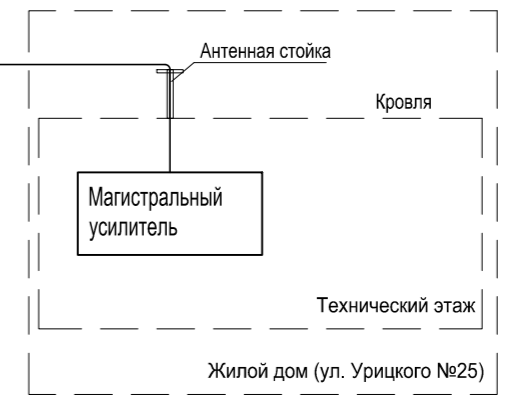 Антенная стойка
Кровля
Магистральный
усилитель
Технический этаж
Жилой дом (ул. Урицкого №25)